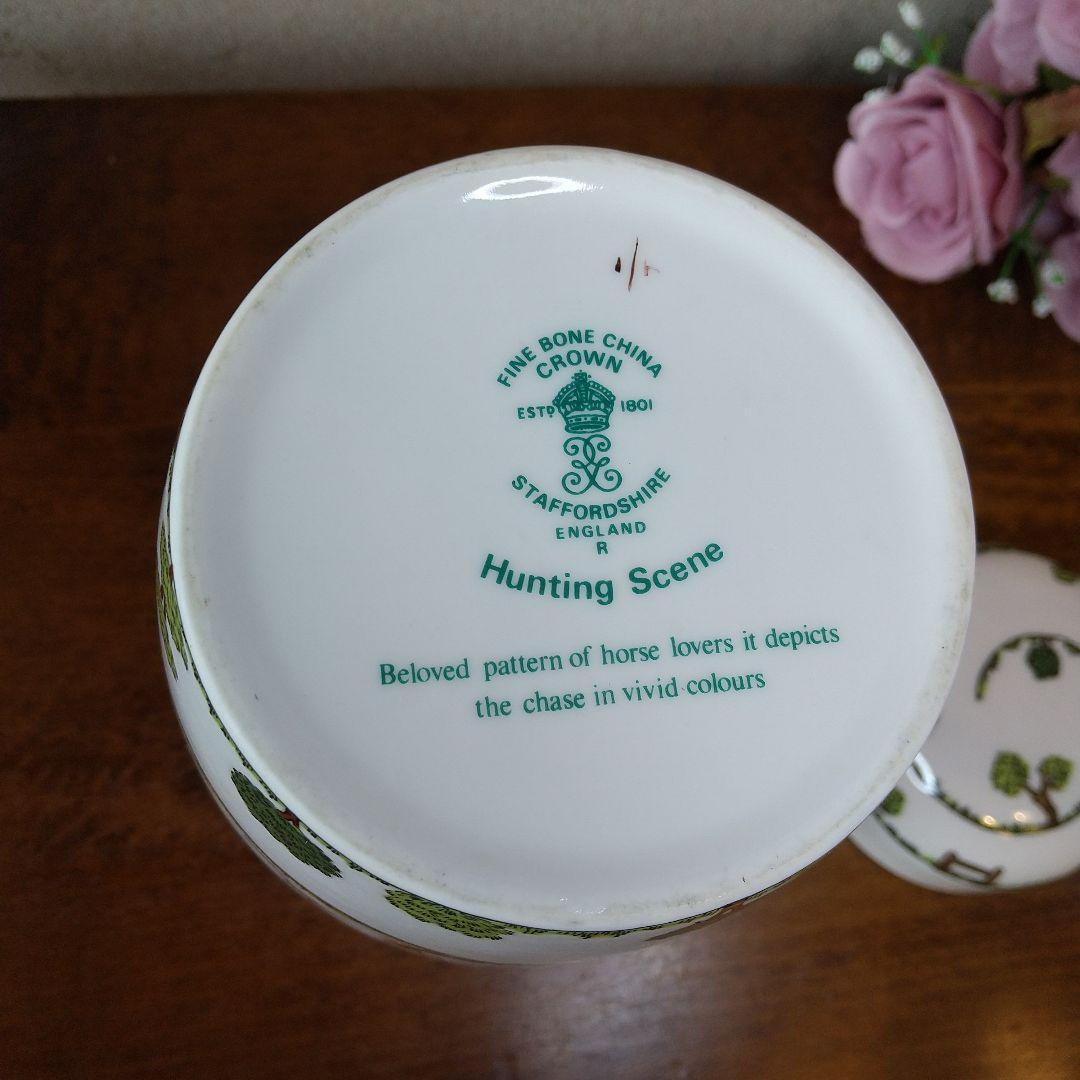 FINE BONE CHINA
CROWN
ESTD 1801
STAFFORDSHIRE
ENGLAND
R
Hunting Scene
Beloved pattern of horse lovers it depicts
the chase in vivid colours